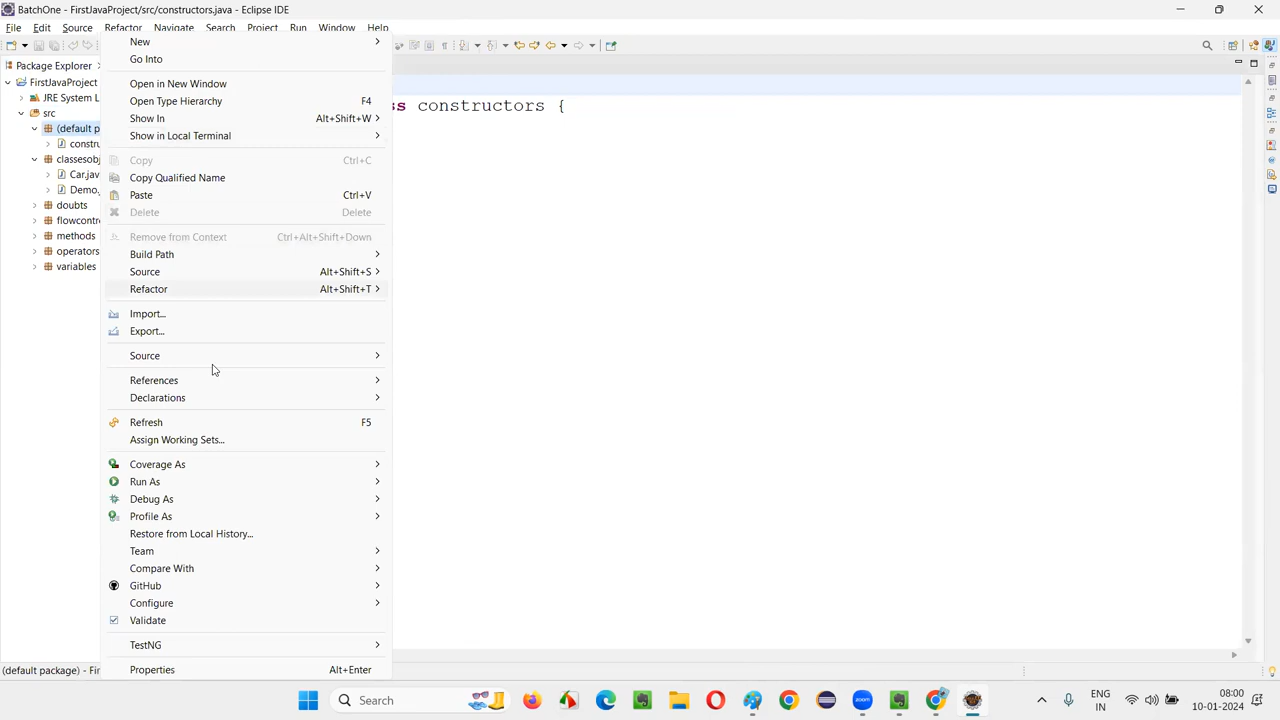 BatchOne - FirstJavaProject/src/constructors.java - Eclipse IDE
File Edit Source Refactor Navigate Search Project Run Window Help
Package Explorer
FirstJavaProject
JRE System L
src
(default p
constru
classesobj
Car.jav
Demo.
doubts
flowcontr
methods
operators
variables
New
Go Into
Open in New Window
Open Type Hierarchy F4
Show In Alt+Shift+W
Show in Local Terminal
Copy Ctrl+C
Copy Qualified Name
Paste Ctrl+V
Delete Delete
Remove from Context Ctrl+Alt+Shift+Down
Build Path
Source Alt+Shift+S
Refactor Alt+Shift+T
Import...
Export...
Source
References
Declarations
Refresh F5
Assign Working Sets...
Coverage As
Run As
Debug As
Profile As
Restore from Local History...
Team
Compare With
GitHub
Configure
Validate
TestNG
Properties Alt+Enter
ss constructors {
(default package) - Fir
Search
zoom
ENG
IN
08:00
10-01-2024